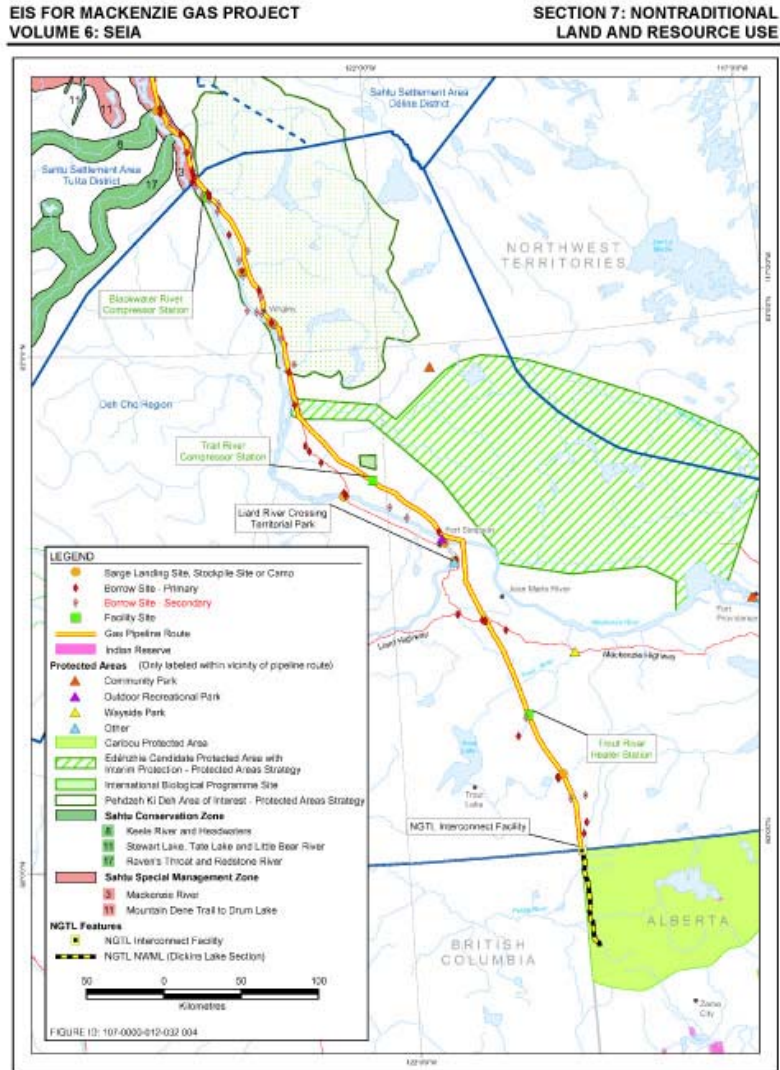 EIS FOR MACKENZIE GAS PROJECT
VOLUME 6: SEIA
SECTION 7: NONTRADITIONAL
LAND AND RESOURCE USE
Sahtu Settlement Area
Déline District
11
11
6
Sahtu Settlement Area
Tulita District
3
17
NORTHWEST
TERRITORIES
Blackwater River
Compressor Station
Wrigley
Deh Cho Region
Trail River
Compressor Station
Liard River Crossing
Territorial Park
Fort Simpson
Jean Marie River
Fort
Providence
Mackenzie River
Liard Highway
Mackenzie Highway
Trout River
Heater Station
Trout
Lake
NGTL Interconnect Facility
ALBERTA
BRITISH
COLUMBIA
Zama
City
LEGEND
Barge Landing Site, Stockpile Site or Camp
Borrow Site - Primary
Borrow Site - Secondary
Facility Site
Gas Pipeline Route
Indian Reserve
Protected Areas (Only labeled within vicinity of pipeline route)
Community Park
Outdoor Recreational Park
Wayside Park
Other
Caribou Protected Area
Edéhzhie Candidate Protected Area with
Interim Protection - Protected Areas Strategy
International Biological Programme Site
Pehdzeh Ki Deh Area of Interest - Protected Areas Strategy
Sahtu Conservation Zone
6 Keele River and Headwaters
11 Stewart Lake, Tate Lake and Little Bear River
17 Raven's Throat and Redstone River
Sahtu Special Management Zone
3 Mackenzie River
11 Mountain Dene Trail to Drum Lake
NGTL Features
NGTL Interconnect Facility
NGTL NWML (Dickins Lake Section)
50 0 50 100
Kilometres
FIGURE ID: 107-0000-012-032 004